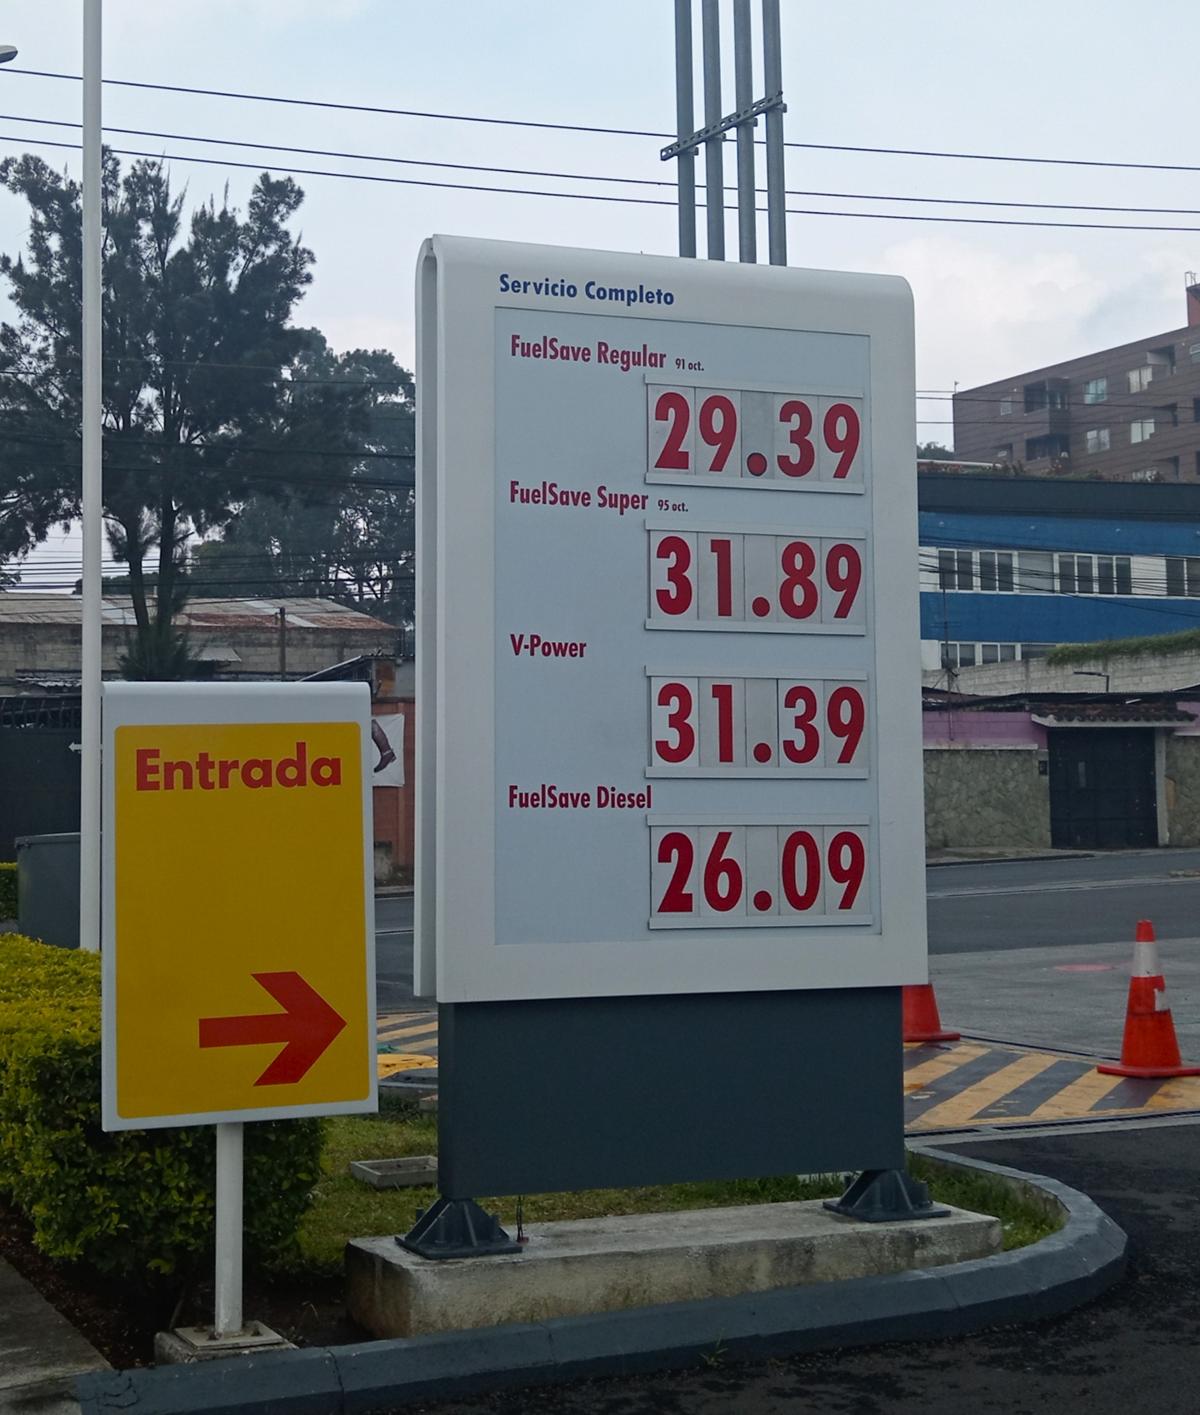 Servicio Completo
FuelSave Regular 91 oct.
29.39
FuelSave Super 95 oct.
31.89
V-Power
31.39
FuelSave Diesel
26.09
Entrada